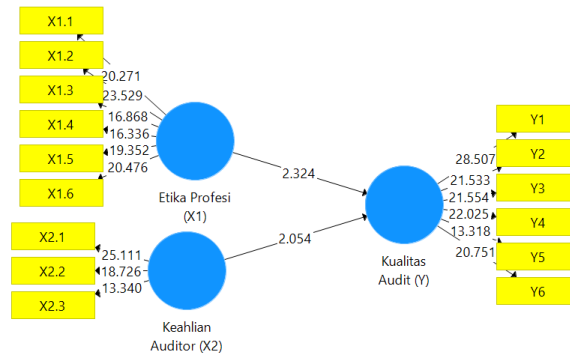 X1.1
X1.2
X1.3
X1.4
X1.5
X1.6
20.271
23.529
16.868
16.336
19.352
20.476
Etika Profesi
(X1)
2.324
X2.1
X2.2
X2.3
25.111
18.726
13.340
Keahlian
Auditor (X2)
2.054
Kualitas
Audit (Y)
28.507
21.533
21.554
22.025
13.318
20.751
Y1
Y2
Y3
Y4
Y5
Y6